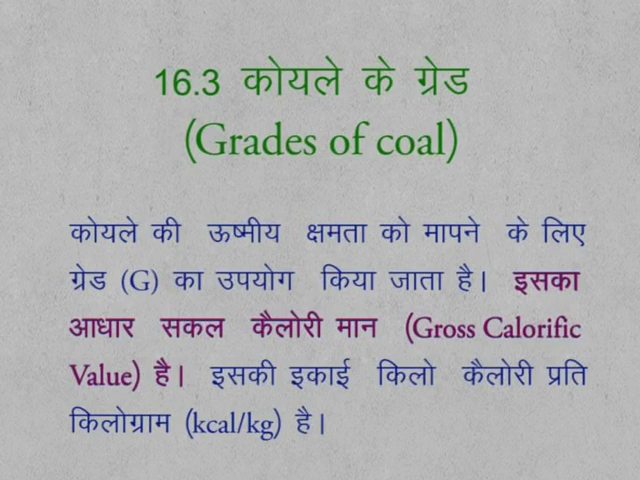 16.3 कोयले के ग्रेड
(Grades of coal)
कोयले की ऊष्मीय क्षमता को मापने के लिए
ग्रेड (G) का उपयोग किया जाता है। इसका
आधार सकल कैलोरी मान (Gross Calorific
Value) है। इसकी इकाई किलो कैलोरी प्रति
किलोग्राम (kcal/kg) है।